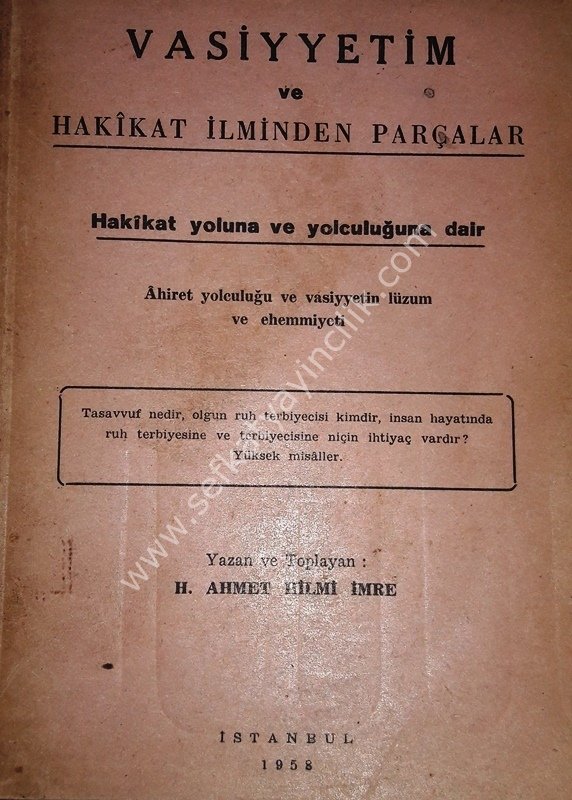 VASİYYETİM
ve
HAKÎKAT İLMİNDEN PARÇALAR
Hakîkat yoluna ve yolculuğuna dair
Âhiret yolculuğu ve vasiyyetin lüzum
ve ehemmiyeti
Tasavvuf nedir, olgun ruh terbiyecisi kimdir, insan hayatında
ruh terbiyesine ve terbiyecisine niçin ihtiyaç vardır?
Yüksek misâller.
Yazan ve Toplayan :
H. AHMET HİLMİ İMRE
İSTANBUL
1958
www.sefkatyayincilik.com